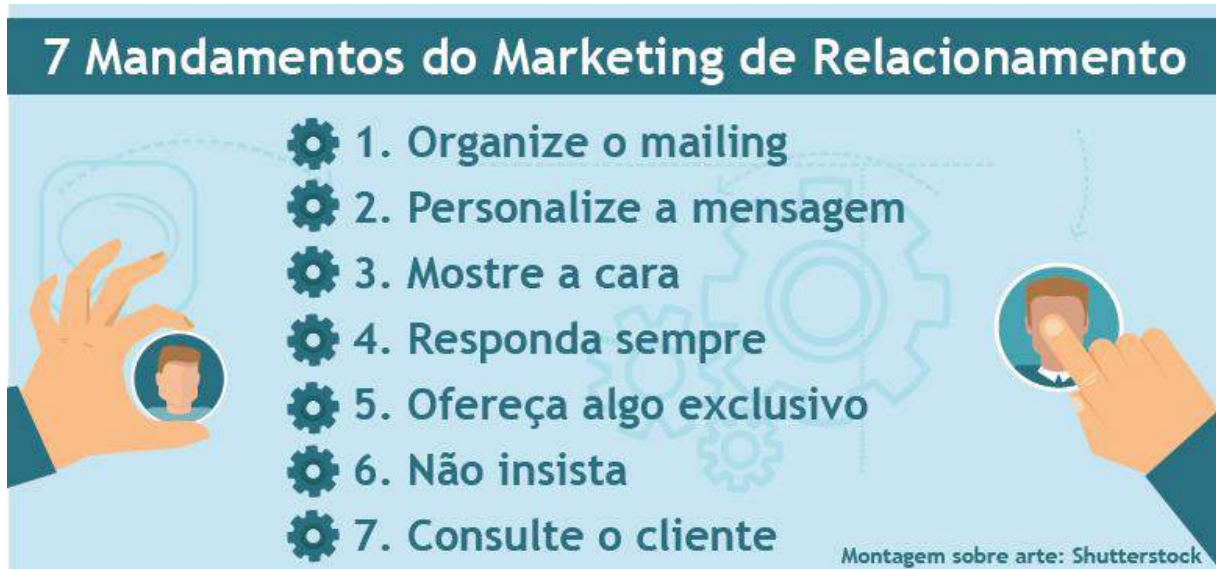 7 Mandamentos do Marketing de Relacionamento
1. Organize o mailing
2. Personalize a mensagem
3. Mostre a cara
4. Responda sempre
5. Ofereça algo exclusivo
6. Não insista
7. Consulte o cliente
Montagem sobre arte: Shutterstock